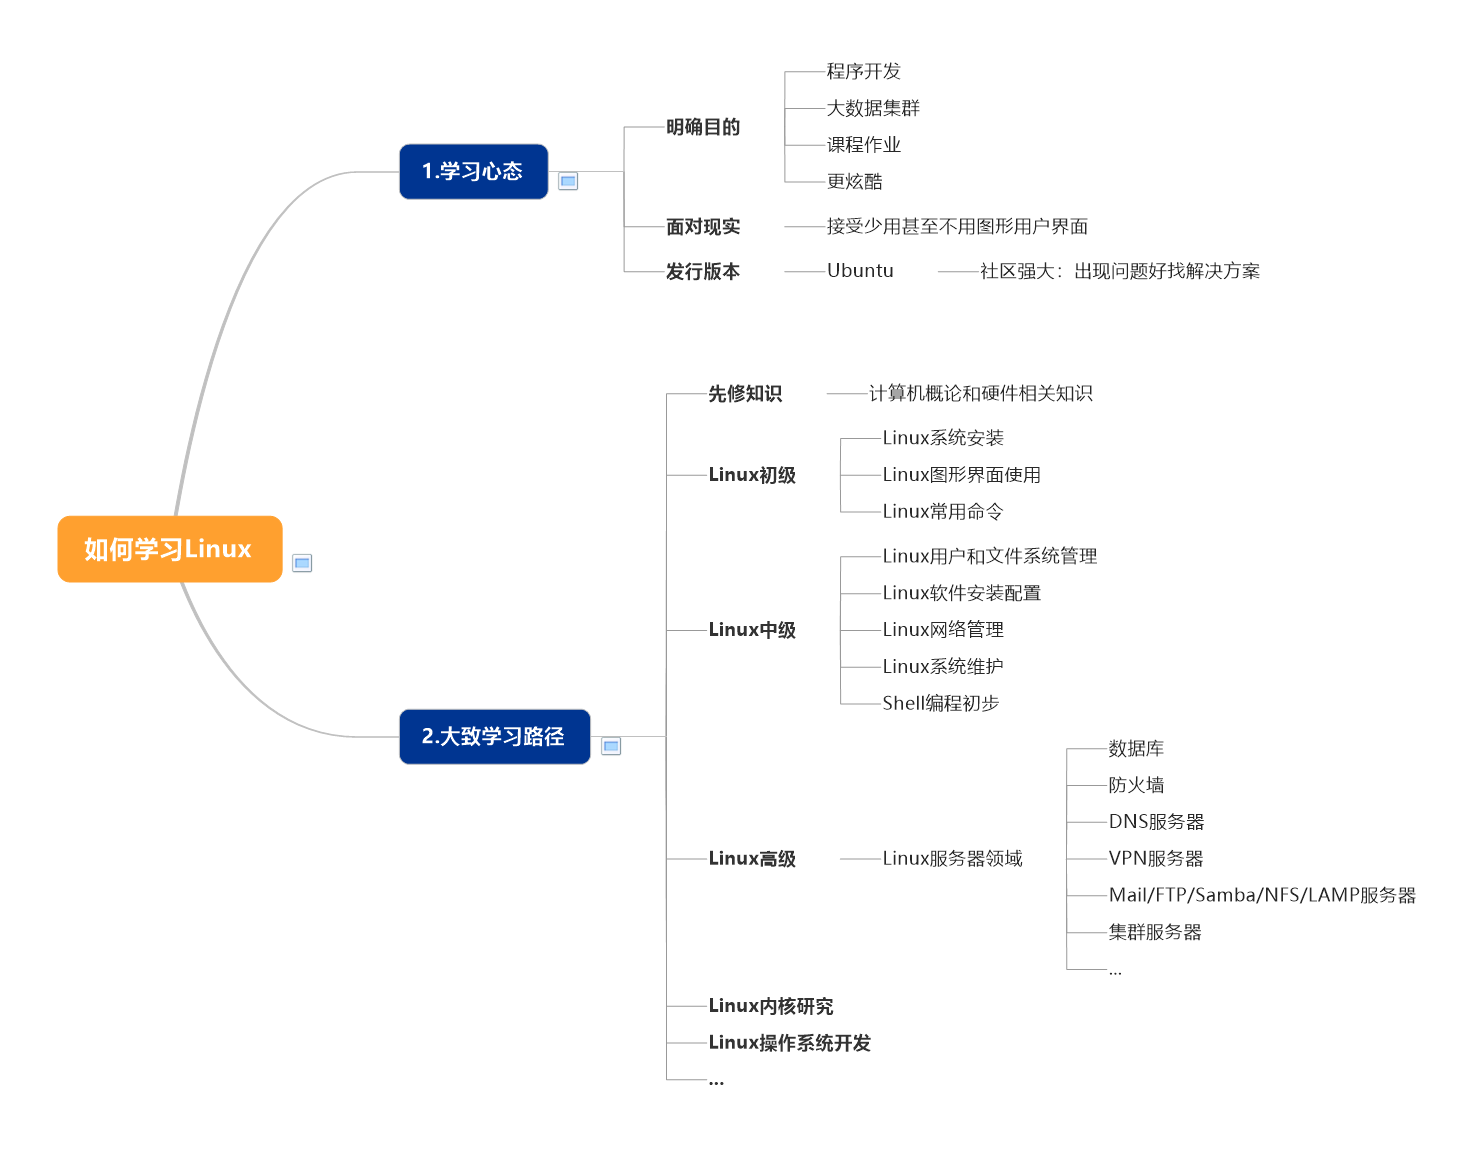 如何学习Linux
1.学习心态
明确目的
程序开发
大数据集群
课程作业
更炫酷
面对现实
接受少用甚至不用图形用户界面
发行版本
Ubuntu
社区强大：出现问题好找解决方案
2.大致学习路径
先修知识
计算机概论和硬件相关知识
Linux初级
Linux系统安装
Linux图形界面使用
Linux常用命令
Linux中级
Linux用户和文件系统管理
Linux软件安装配置
Linux网络管理
Linux系统维护
Shell编程初步
Linux高级
Linux服务器领域
数据库
防火墙
DNS服务器
VPN服务器
Mail/FTP/Samba/NFS/LAMP服务器
集群服务器
...
Linux内核研究
Linux操作系统开发
...